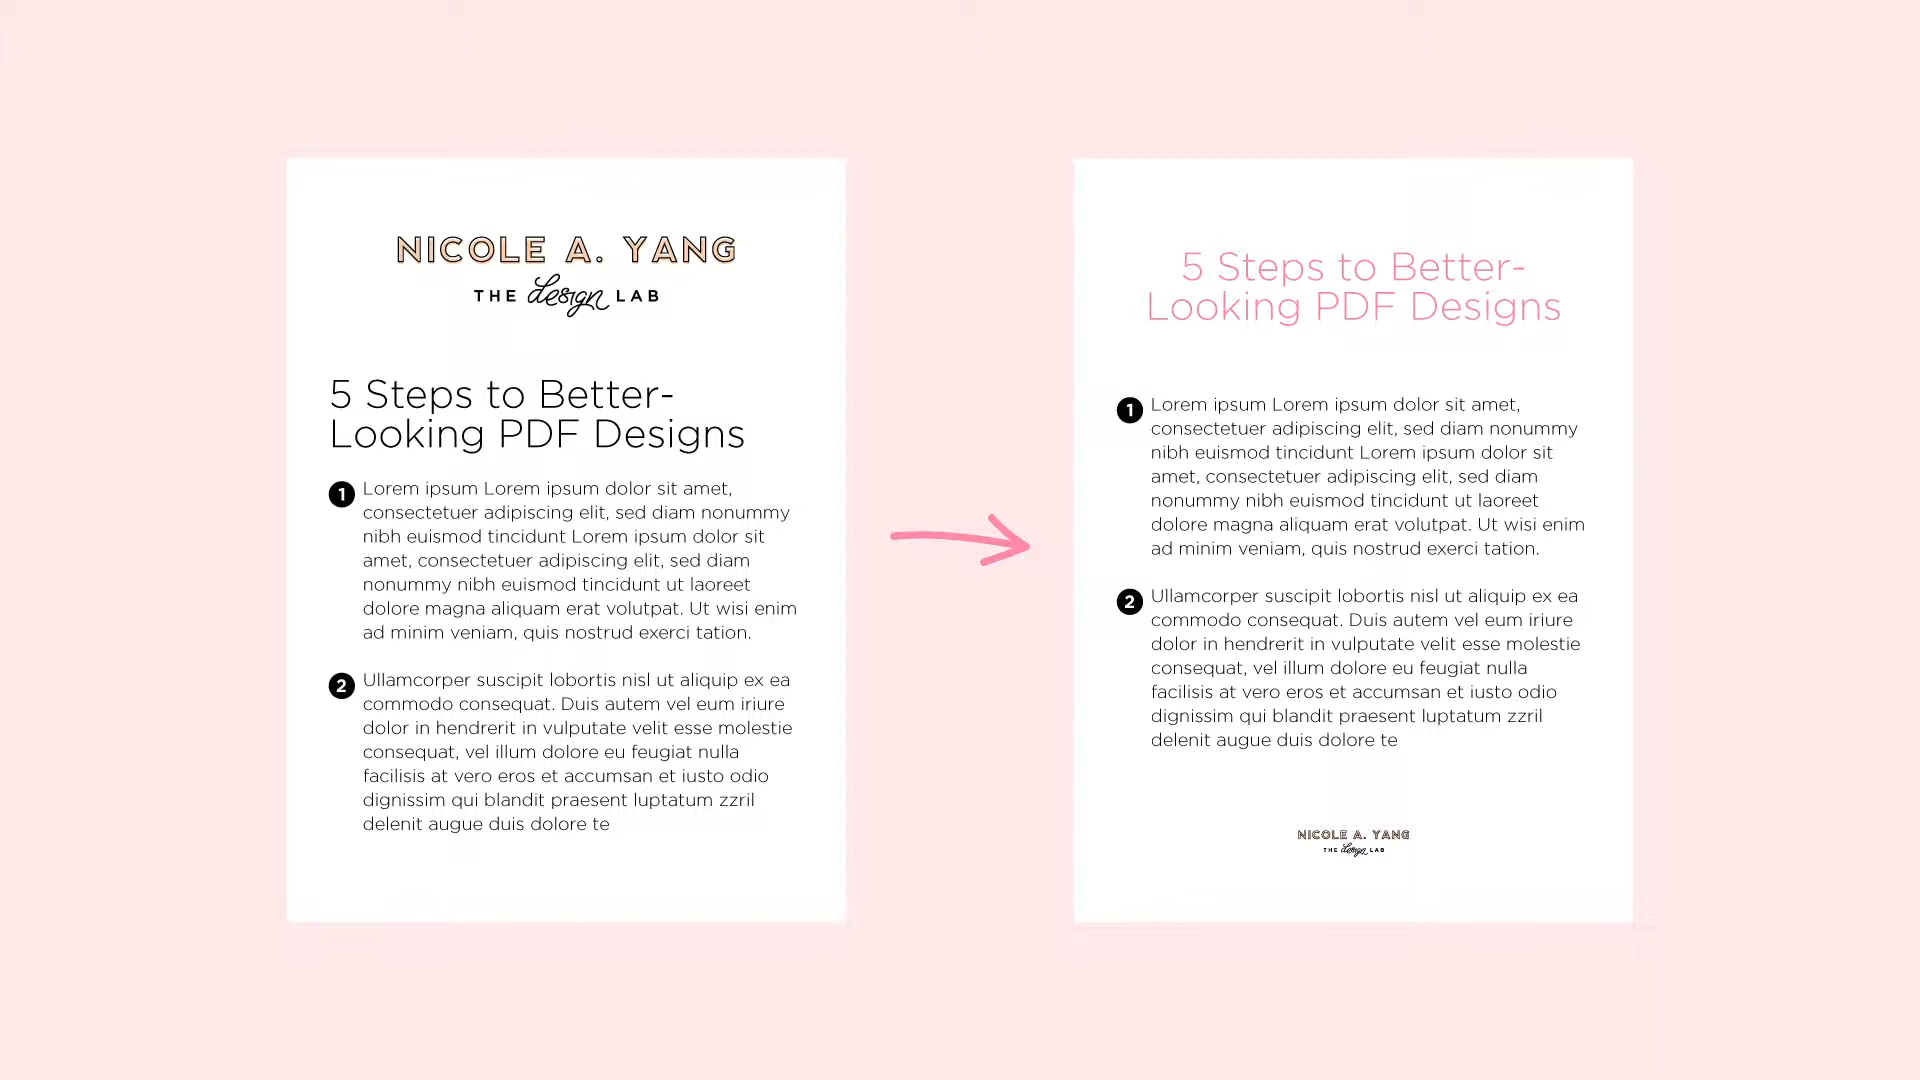 NICOLE A. YANG
THE design LAB
5 Steps to Better-
Looking PDF Designs
1 Lorem ipsum Lorem ipsum dolor sit amet,
consectetuer adipiscing elit, sed diam nonummy
nibh euismod tincidunt Lorem ipsum dolor sit
amet, consectetuer adipiscing elit, sed diam
nonummy nibh euismod tincidunt ut laoreet
dolore magna aliquam erat volutpat. Ut wisi enim
ad minim veniam, quis nostrud exerci tation.
2 Ullamcorper suscipit lobortis nisl ut aliquip ex ea
commodo consequat. Duis autem vel eum iriure
dolor in hendrerit in vulputate velit esse molestie
consequat, vel illum dolore eu feugiat nulla
facilisis at vero eros et accumsan et iusto odio
dignissim qui blandit praesent luptatum zzril
delenit augue duis dolore te
5 Steps to Better-
Looking PDF Designs
1 Lorem ipsum Lorem ipsum dolor sit amet,
consectetuer adipiscing elit, sed diam nonummy
nibh euismod tincidunt Lorem ipsum dolor sit
amet, consectetuer adipiscing elit, sed diam
nonummy nibh euismod tincidunt ut laoreet
dolore magna aliquam erat volutpat. Ut wisi enim
ad minim veniam, quis nostrud exerci tation.
2 Ullamcorper suscipit lobortis nisl ut aliquip ex ea
commodo consequat. Duis autem vel eum iriure
dolor in hendrerit in vulputate velit esse molestie
consequat, vel illum dolore eu feugiat nulla
facilisis at vero eros et accumsan et iusto odio
dignissim qui blandit praesent luptatum zzril
delenit augue duis dolore te
NICOLE A. YANG
THE design LAB